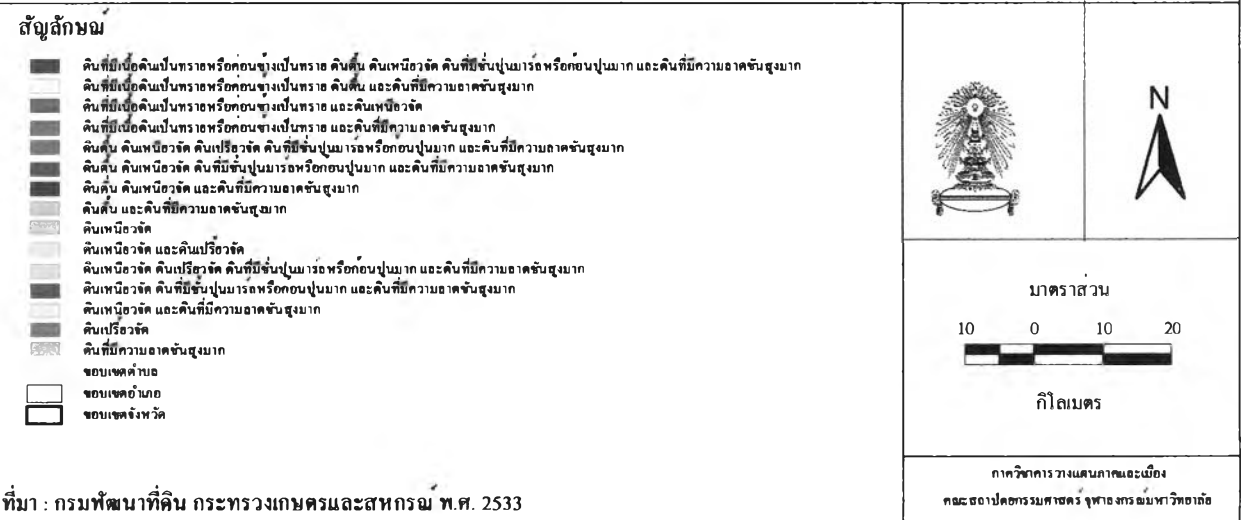 สัญลักษณ์
ดินที่มีเนื้อดินเป็นทรายหรือค่อนข้างเป็นทราย ดินตื้น ดินเหนียวจัด ดินที่มีชั้นปูนมาร์ลหรือก้อนปูนมาก และดินที่มีความลาดชันสูงมาก
ดินที่มีเนื้อดินเป็นทรายหรือค่อนข้างเป็นทราย ดินตื้น และดินที่มีความลาดชันสูงมาก
ดินที่มีเนื้อดินเป็นทรายหรือค่อนข้างเป็นทราย และดินเหนียวจัด
ดินที่มีเนื้อดินเป็นทรายหรือค่อนข้างเป็นทราย และดินที่มีความลาดชันสูงมาก
ดินตื้น ดินเหนียวจัด ดินเปรี้ยวจัด ดินที่มีชั้นปูนมาร์ลหรือก้อนปูนมาก และดินที่มีความลาดชันสูงมาก
ดินตื้น ดินเหนียวจัด ดินที่มีชั้นปูนมาร์ลหรือก้อนปูนมาก และดินที่มีความลาดชันสูงมาก
ดินตื้น ดินเหนียวจัด และดินที่มีความลาดชันสูงมาก
ดินตื้น และดินที่มีความลาดชันสูงมาก
ดินเหนียวจัด
ดินเหนียวจัด และดินเปรี้ยวจัด
ดินเหนียวจัด ดินเปรี้ยวจัด ดินที่มีชั้นปูนมาร์ลหรือก้อนปูนมาก และดินที่มีความลาดชันสูงมาก
ดินเหนียวจัด ดินที่มีชั้นปูนมาร์ลหรือก้อนปูนมาก และดินที่มีความลาดชันสูงมาก
ดินเหนียวจัด และดินที่มีความลาดชันสูงมาก
ดินเปรี้ยวจัด
ดินที่มีความลาดชันสูงมาก
ขอบเขตตำบล
ขอบเขตอำเภอ
ขอบเขตจังหวัด
ที่มา : กรมพัฒนาที่ดิน กระทรวงเกษตรและสหกรณ์ พ.ศ. 2533
N
มาตราส่วน
10 0 10 20
กิโลเมตร
ภาควิชาการวางแผนภาคและเมือง
คณะสถาปัตยกรรมศาสตร์ จุฬาลงกรณ์มหาวิทยาลัย